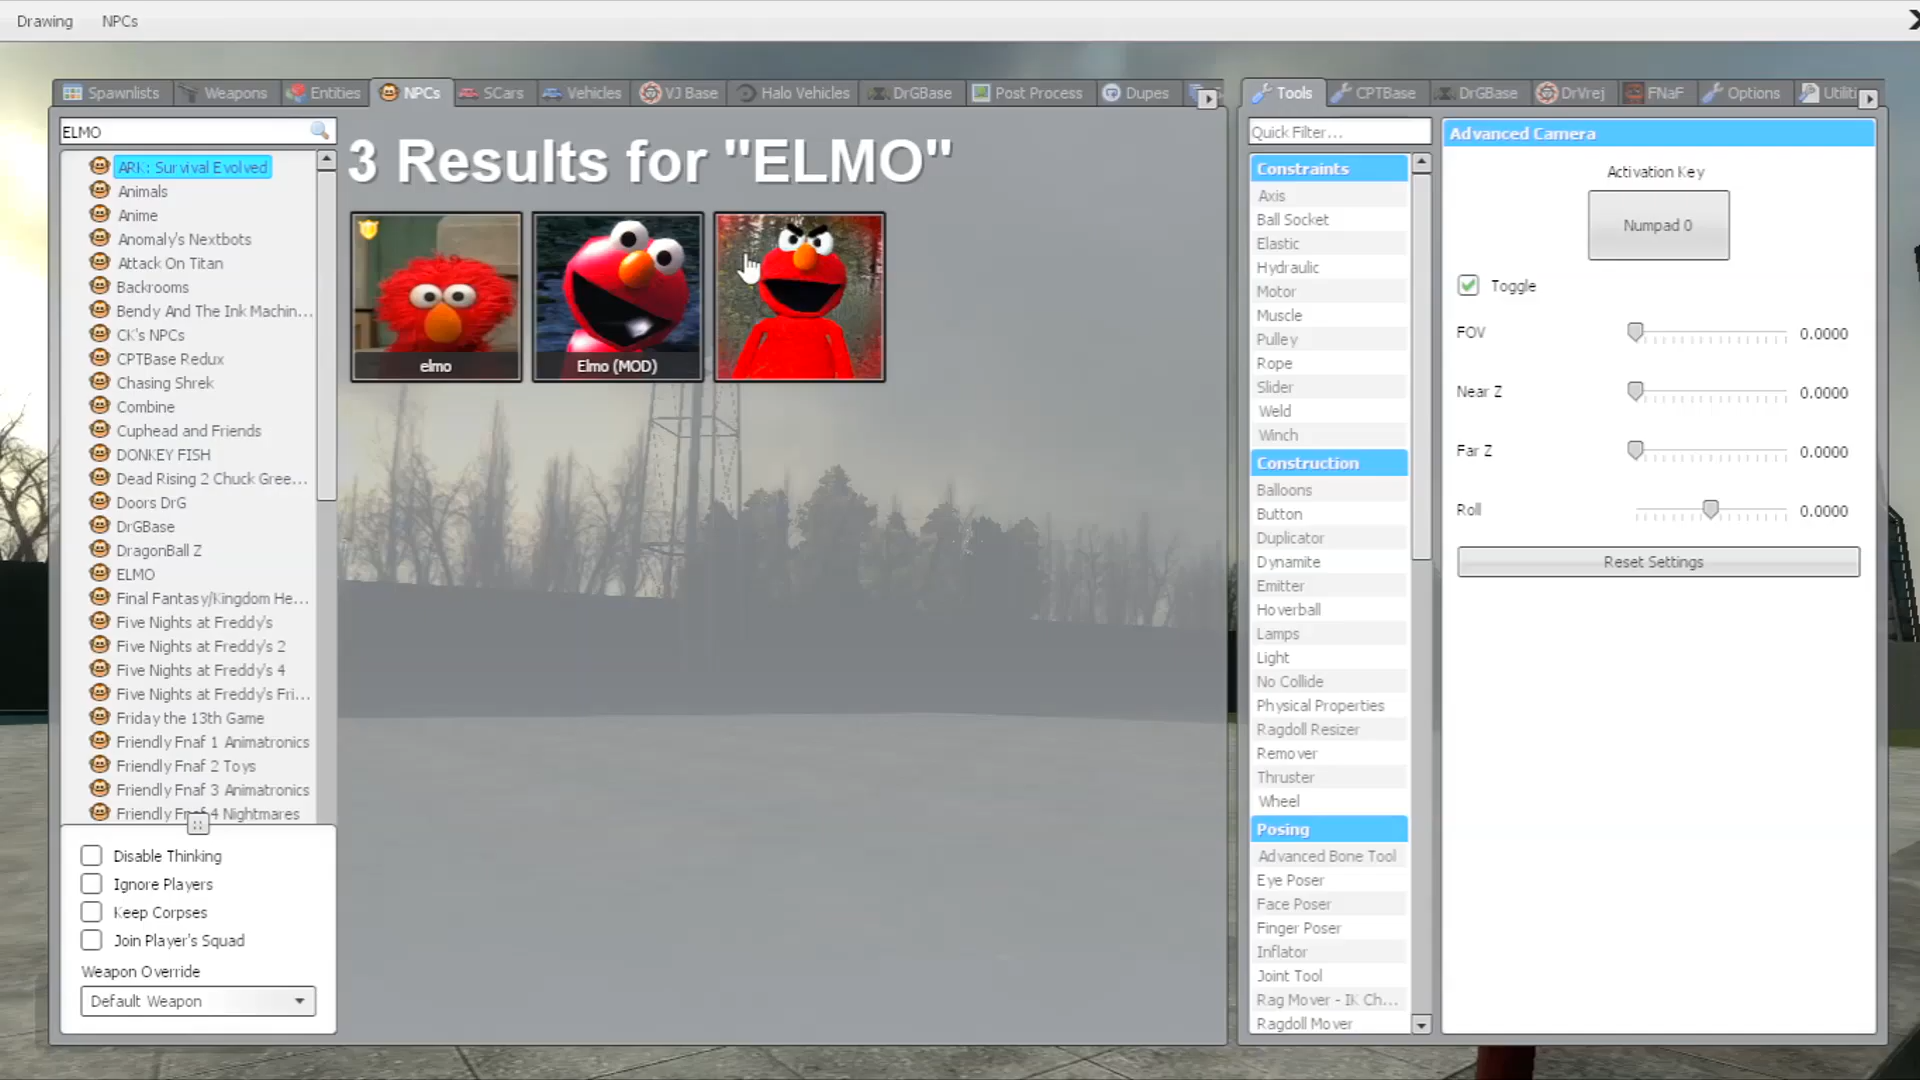 Drawing NPCs
Spawnlists Weapons Entities NPCs SCars Vehicles VJ Base Halo Vehicles DrGBase Post Process Dupes
Tools CPTBase DrGBase DrVrej FNaF Options Utiliti
ELMO
ARK: Survival Evolved
Animals
Anime
Anomaly's Nextbots
Attack On Titan
Backrooms
Bendy And The Ink Machin...
CK's NPCs
CPTBase Redux
Chasing Shrek
Combine
Cuphead and Friends
DONKEY FISH
Dead Rising 2 Chuck Gree...
Doors DrG
DrGBase
DragonBall Z
ELMO
Final Fantasy/Kingdom He...
Five Nights at Freddy's
Five Nights at Freddy's 2
Five Nights at Freddy's 4
Five Nights at Freddy's Fri...
Friday the 13th Game
Friendly Fnaf 1 Animatronics
Friendly Fnaf 2 Toys
Friendly Fnaf 3 Animatronics
Friendly Fnaf 4 Nightmares
Disable Thinking
Ignore Players
Keep Corpses
Join Player's Squad
Weapon Override
Default Weapon
3 Results for "ELMO"
elmo
Elmo (MOD)
Quick Filter...
Constraints
Axis
Ball Socket
Elastic
Hydraulic
Motor
Muscle
Pulley
Rope
Slider
Weld
Winch
Construction
Balloons
Button
Duplicator
Dynamite
Emitter
Hoverball
Lamps
Light
No Collide
Physical Properties
Ragdoll Resizer
Remover
Thruster
Wheel
Posing
Advanced Bone Tool
Eye Poser
Face Poser
Finger Poser
Inflator
Joint Tool
Rag Mover - IK Ch...
Ragdoll Mover
Advanced Camera
Activation Key
Numpad 0
Toggle
FOV 0.0000
Near Z 0.0000
Far Z 0.0000
Roll 0.0000
Reset Settings